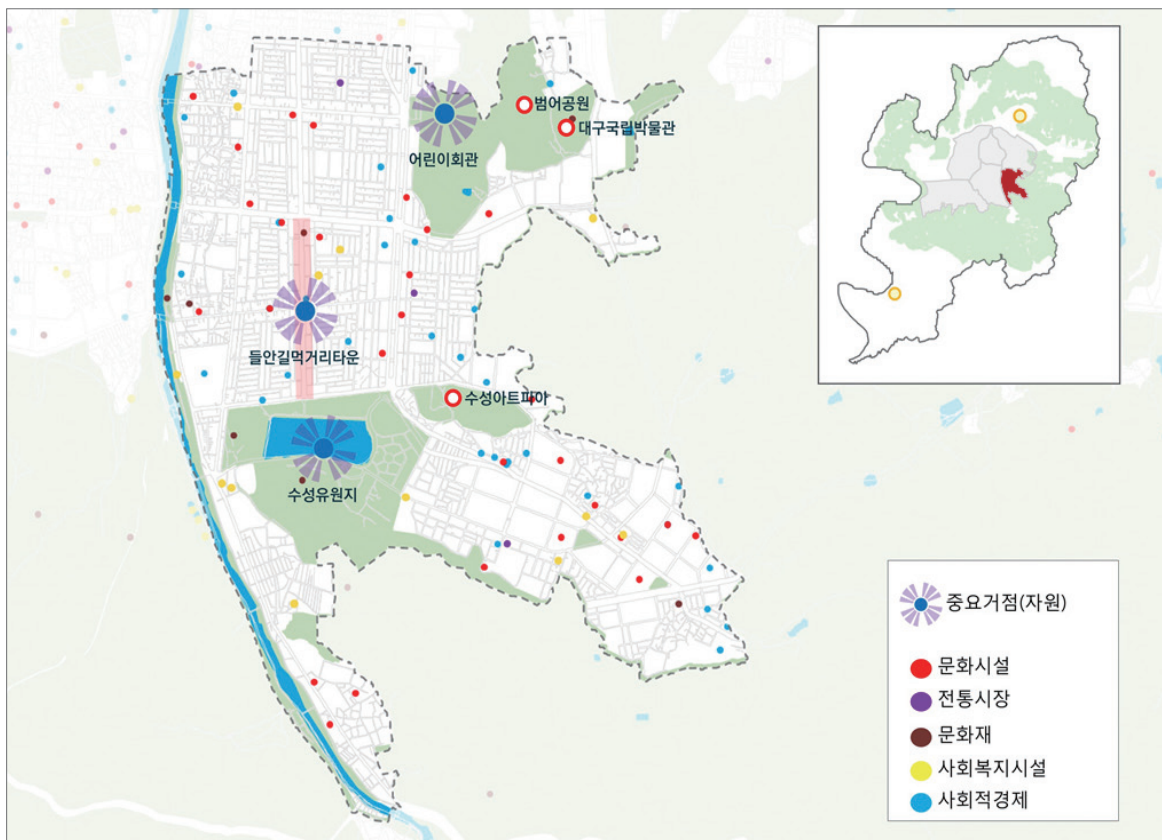 범어공원
대구국립박물관
어린이회관
들안길먹거리타운
수성아트피아
수성유원지
중요거점(자원)
문화시설
전통시장
문화재
사회복지시설
사회적경제